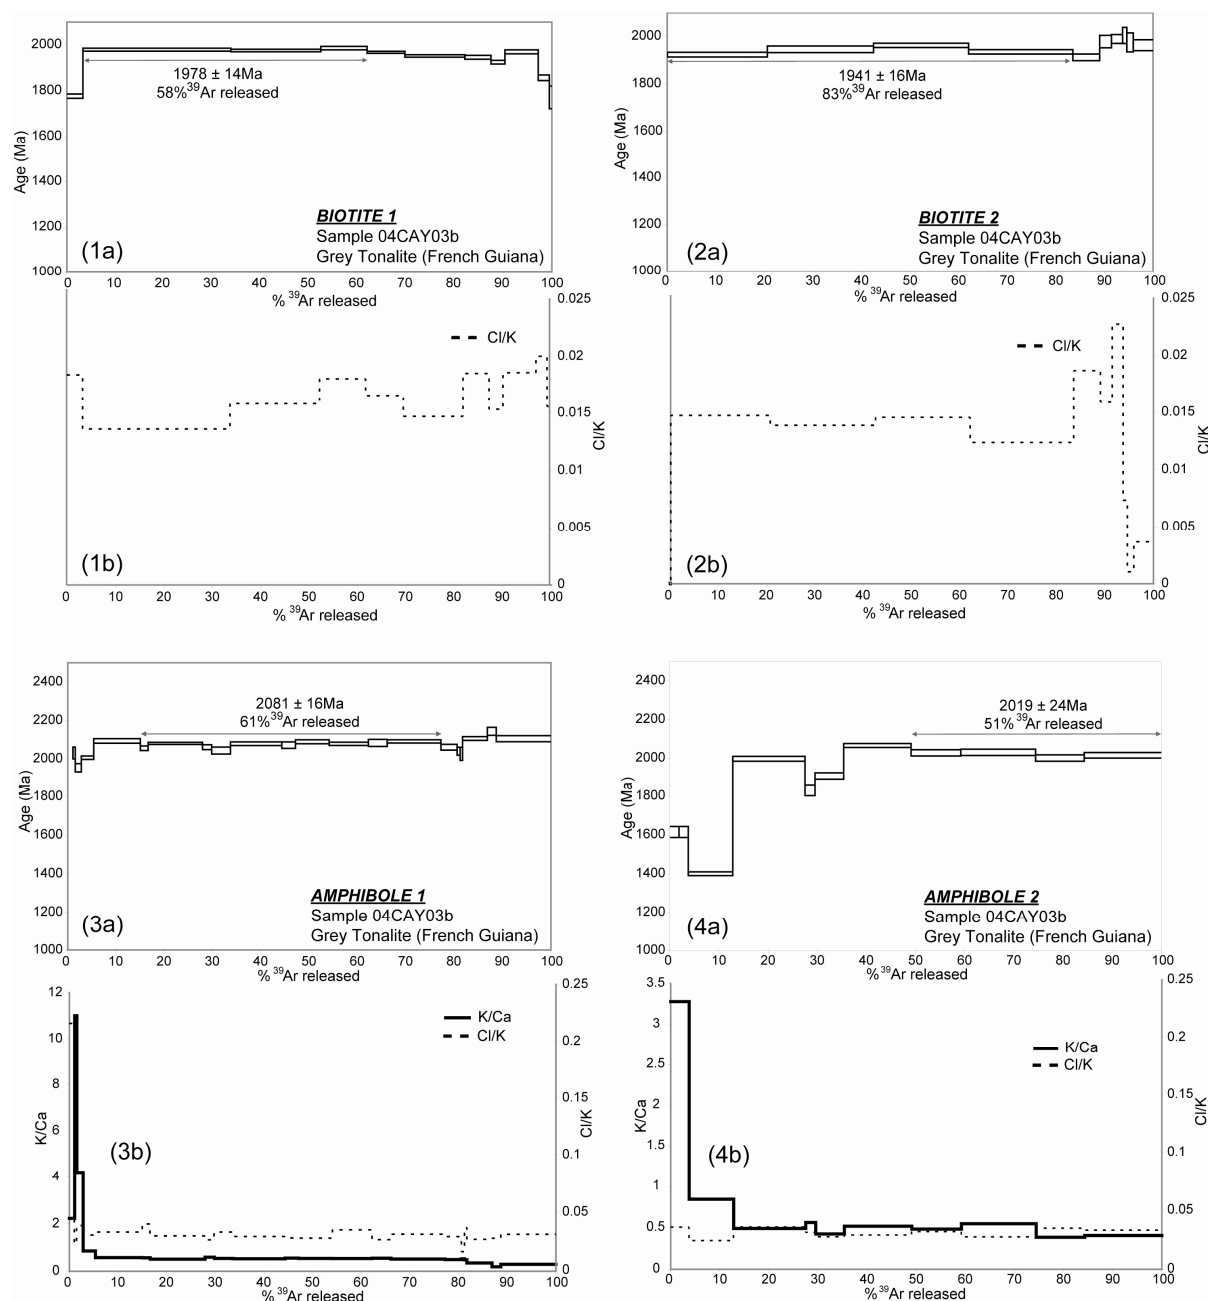 2000
1800
1600
1400
1200
1000
Age (Ma)
1978 ± 14Ma
58%39Ar released
BIOTITE 1
Sample 04CAY03b
Grey Tonalite (French Guiana)
(1a)
0 10 20 30 40 50 60 70 80 90 100
% 39Ar released
2000
1800
1600
1400
1200
1000
Age (Ma)
1941 ± 16Ma
83%39Ar released
BIOTITE 2
Sample 04CAY03b
Grey Tonalite (French Guiana)
(2a)
0 10 20 30 40 50 60 70 80 90 100
% 39Ar released
Cl/K
0.025
0.02
0.015
0.01
0.005
0
Cl/K
(1b)
0 10 20 30 40 50 60 70 80 90 100
% 39Ar released
Cl/K
0.025
0.02
0.015
0.01
0.005
0
Cl/K
(2b)
0 10 20 30 40 50 60 70 80 90 100
% 39Ar released
2400
2200
2000
1800
1600
1400
1200
1000
Age (Ma)
2081 ± 16Ma
61%39Ar released
AMPHIBOLE 1
Sample 04CAY03b
Grey Tonalite (French Guiana)
(3a)
0 10 20 30 40 50 60 70 80 90 100
% 39Ar released
2400
2200
2000
1800
1600
1400
1200
1000
Age (Ma)
2019 ± 24Ma
51%39Ar released
AMPHIBOLE 2
Sample 04CAY03b
Grey Tonalite (French Guiana)
(4a)
0 10 20 30 40 50 60 70 80 90 100
% 39Ar released
12
10
8
6
4
2
0
K/Ca
K/Ca
Cl/K
0.25
0.2
0.15
0.1
0.05
0
Cl/K
(3b)
0 10 20 30 40 50 60 70 80 90 100
% 39Ar released
3.5
3
2.5
2
1.5
1
0.5
0
K/Ca
K/Ca
Cl/K
0.25
0.2
0.15
0.1
0.05
0
Cl/K
(4b)
0 10 20 30 40 50 60 70 80 90 100
% 39Ar released